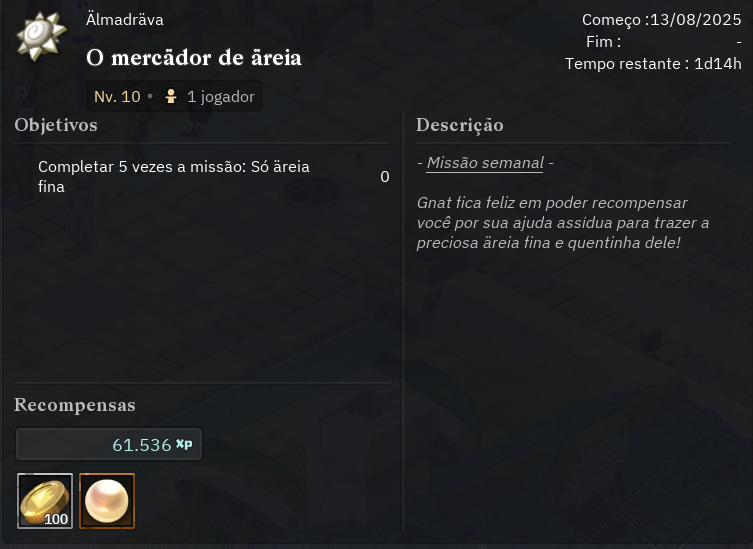 Älmadräva
O mercädor de äreia
Nv. 10 • 1 jogador
Começo :13/08/2025
Fim : -
Tempo restante : 1d14h
Objetivos
Completar 5 vezes a missão: Só äreia
fina
0
Descrição
- Missão semanal -
Gnat fica feliz em poder recompensar
você por sua ajuda assidua para trazer a
preciosa äreia fina e quentinha dele!
Recompensas
61.536 xp
100